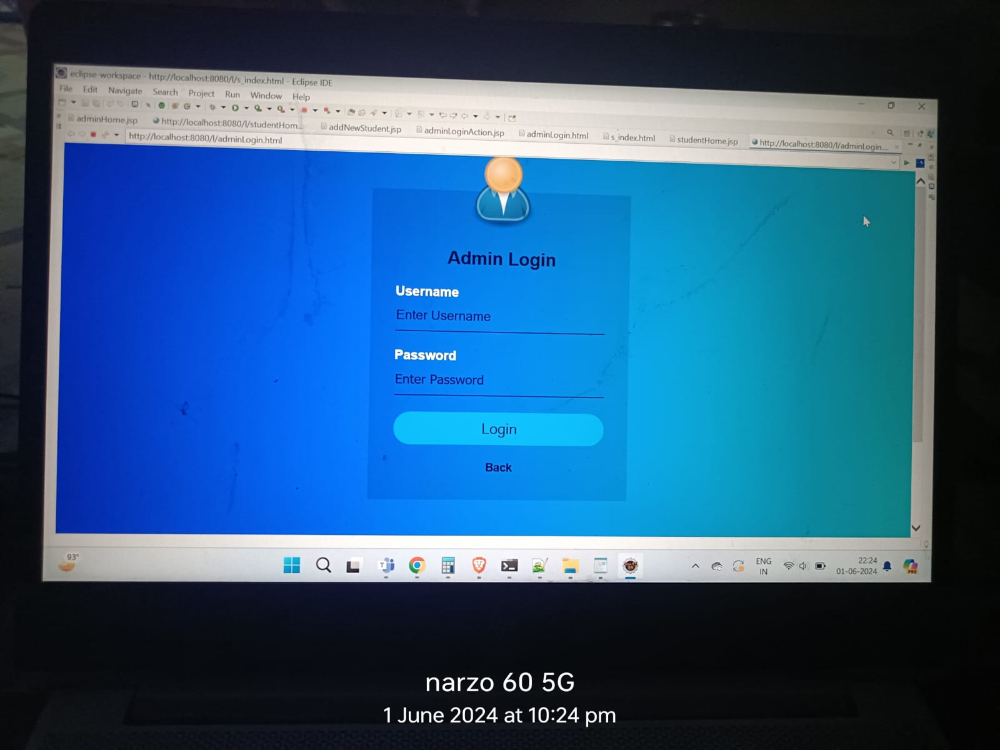 eclipse-workspace - http://localhost:8080/l/s_index.html - Eclipse IDE
File Edit Navigate Search Project Run Window Help
adminHome.jsp http://localhost:8080/l/studentHom... addNewStudent.jsp adminLoginAction.jsp adminLogin.html s_index.html studentHome.jsp http://localhost:8080/l/adminLogin....
http://localhost:8080/l/adminLogin.html
Admin Login
Username
Enter Username
Password
Enter Password
Login
Back
93°
ENG
IN
22:24
01-06-2024
PRE
narzo 60 5G
1 June 2024 at 10:24 pm